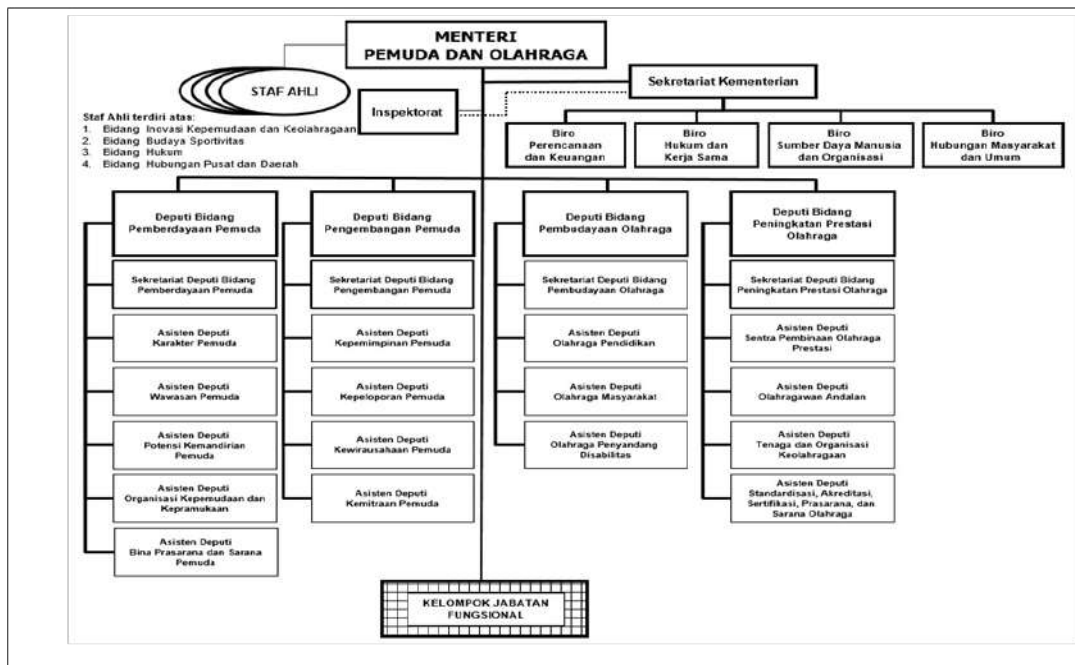 MENTERI
PEMUDA DAN OLAHRAGA
STAF AHLI
Sekretariat Kementerian
Inspektorat
Staf Ahli terdiri atas:
1. Bidang Inovasi Kepemudaan dan Keolahragaan
2. Bidang Budaya Sportivitas
3. Bidang Hukum
4. Bidang Hubungan Pusat dan Daerah
Biro
Perencanaan
dan Keuangan
Biro
Hukum dan
Kerja Sama
Biro
Sumber Daya Manusia
dan Organisasi
Biro
Hubungan Masyarakat
dan Umum
Deputi Bidang
Pemberdayaan Pemuda
Sekretariat Deputi Bidang
Pemberdayaan Pemuda
Asisten Deputi
Karakter Pemuda
Asisten Deputi
Wawasan Pemuda
Asisten Deputi
Potensi Kemandirian
Pemuda
Asisten Deputi
Organisasi Kepemudaan dan
Kepramukaan
Asisten Deputi
Bina Prasarana dan Sarana
Pemuda
Deputi Bidang
Pengembangan Pemuda
Sekretariat Deputi Bidang
Pengembangan Pemuda
Asisten Deputi
Kepemimpinan Pemuda
Asisten Deputi
Kepeloporan Pemuda
Asisten Deputi
Kewirausahaan Pemuda
Asisten Deputi
Kemitraan Pemuda
Deputi Bidang
Pembudayaan Olahraga
Sekretariat Deputi Bidang
Pembudayaan Olahraga
Asisten Deputi
Olahraga Pendidikan
Asisten Deputi
Olahraga Masyarakat
Asisten Deputi
Olahraga Penyandang
Disabilitas
Deputi Bidang
Peningkatan Prestasi
Olahraga
Sekretariat Deputi Bidang
Peningkatan Prestasi Olahraga
Asisten Deputi
Sentra Pembinaan Olahraga
Prestasi
Asisten Deputi
Olahragawan Andalan
Asisten Deputi
Tenaga dan Organisasi
Keolahragaan
Asisten Deputi
Standardisasi, Akreditasi,
Sertifikasi, Prasarana, dan
Sarana Olahraga
KELOMPOK JABATAN
FUNGSIONAL